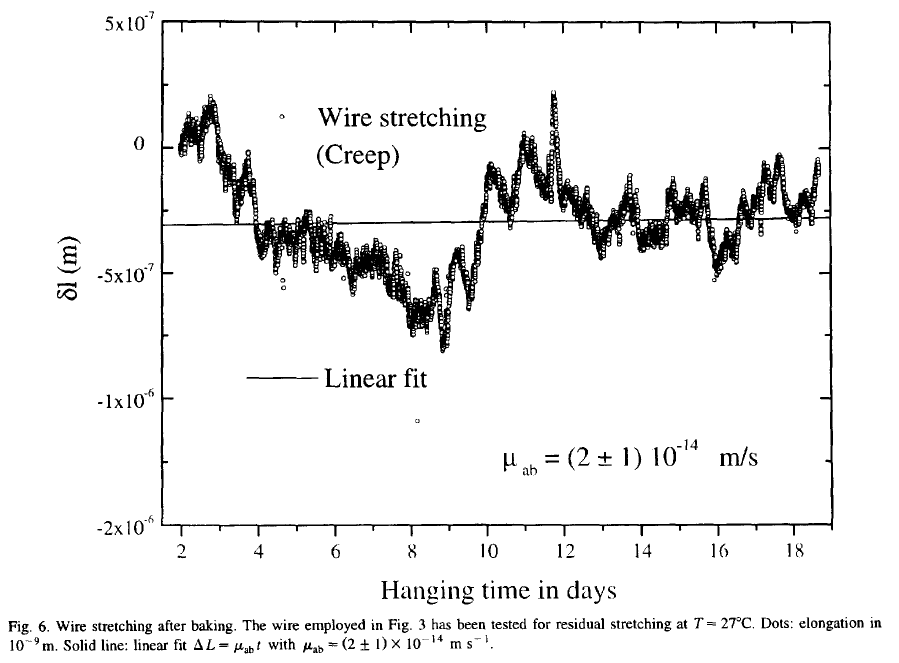 5x10⁻⁷
0
-5x10⁻⁷
-1x10⁻⁶
-2x10⁻⁶
δl (m)
Wire stretching
(Creep)
Linear fit
μ ab = (2 ± 1) 10⁻¹⁴ m/s
2 4 6 8 10 12 14 16 18
Hanging time in days
Fig. 6. Wire stretching after baking. The wire employed in Fig. 3 has been tested for residual stretching at T = 27°C. Dots: elongation in
10⁻⁹ m. Solid line: linear fit ΔL = μab t with μab = (2 ± 1) × 10⁻¹⁴ m s⁻¹.